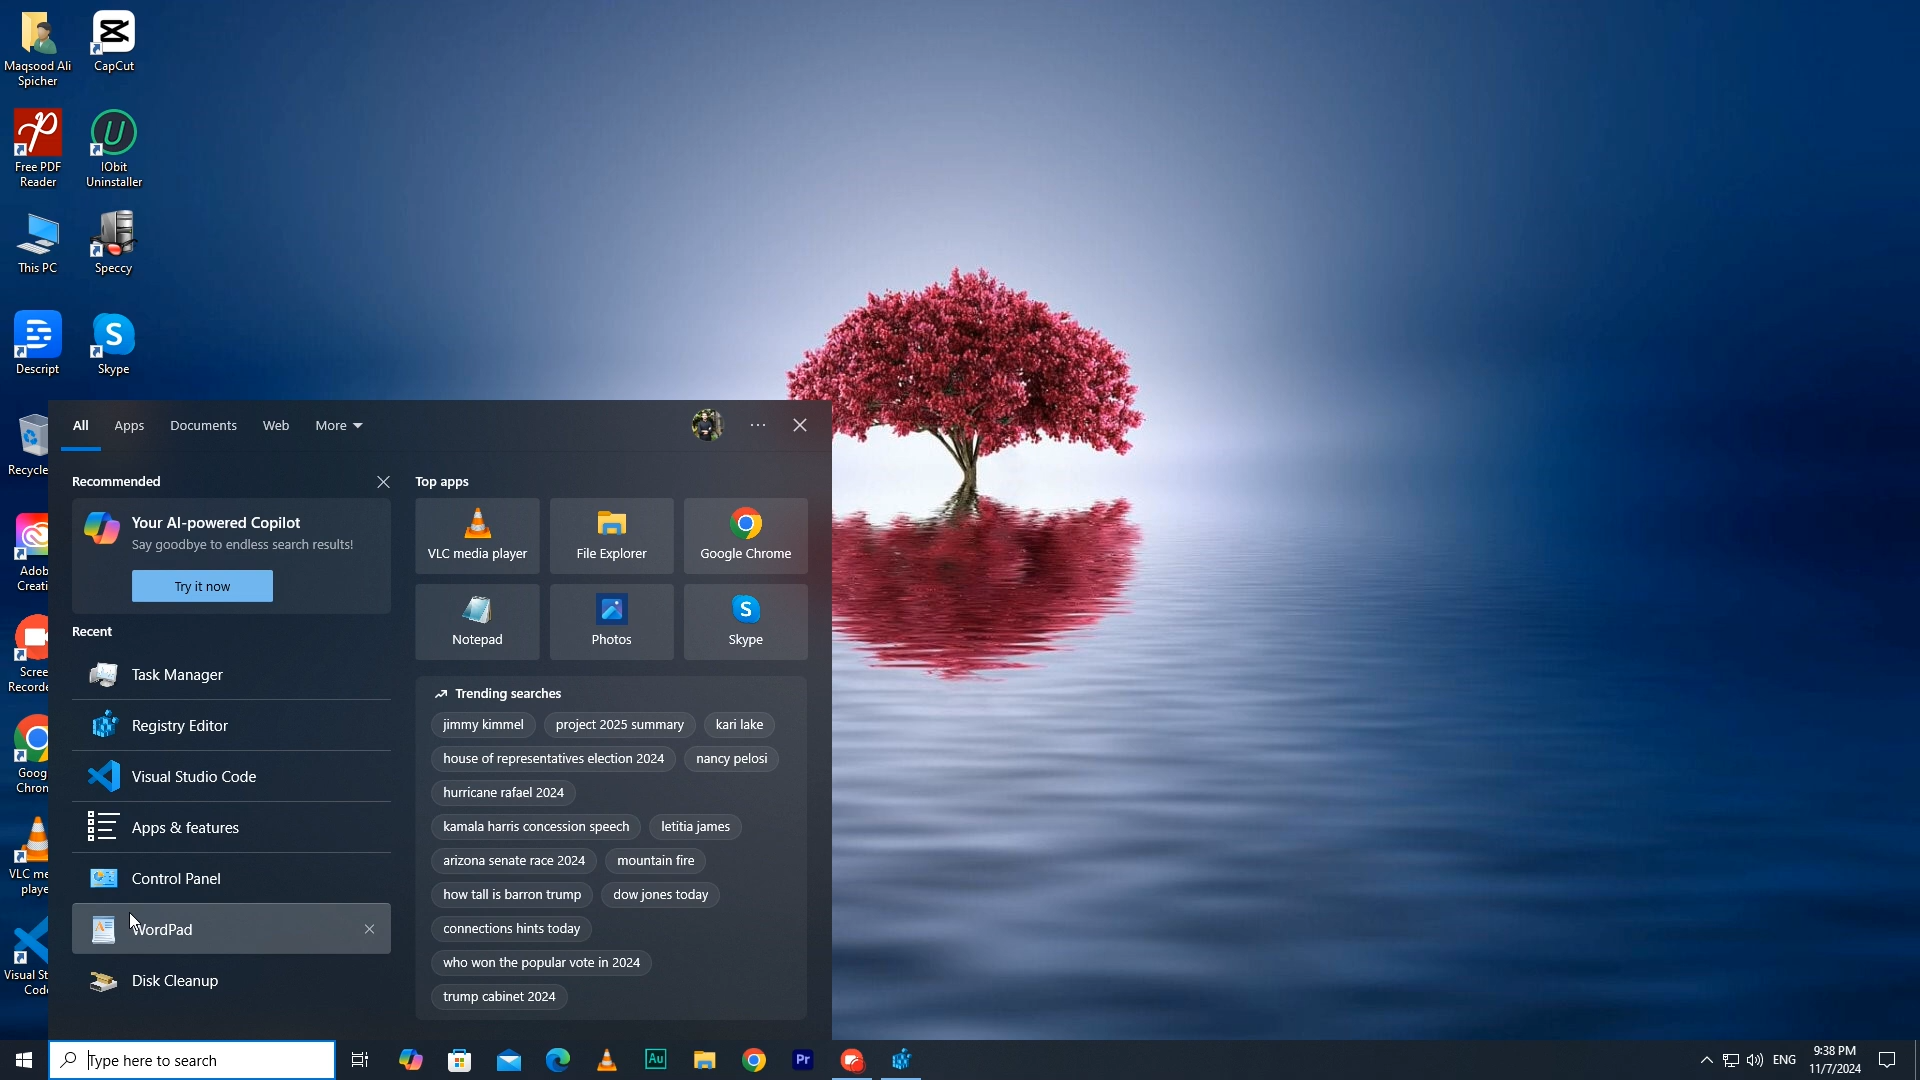 Maqsood Ali
Spicher
CapCut
Free PDF
Reader
IObit
Uninstaller
This PC
Speccy
Descript
Skype
Recycle
Adob
Creati
Scree
Recorde
Goog
Chrom
VLC me
playe
Visual St
Code
All
Apps
Documents
Web
More
Recommended
Your AI-powered Copilot
Say goodbye to endless search results!
Try it now
Recent
Task Manager
Registry Editor
Visual Studio Code
Apps & features
Control Panel
WordPad
Disk Cleanup
Top apps
VLC media player
File Explorer
Google Chrome
Notepad
Photos
Skype
Trending searches
jimmy kimmel
project 2025 summary
kari lake
house of representatives election 2024
nancy pelosi
hurricane rafael 2024
kamala harris concession speech
letitia james
arizona senate race 2024
mountain fire
how tall is barron trump
dow jones today
connections hints today
who won the popular vote in 2024
trump cabinet 2024
Type here to search
Au
Pr
ENG
9:38 PM
11/7/2024